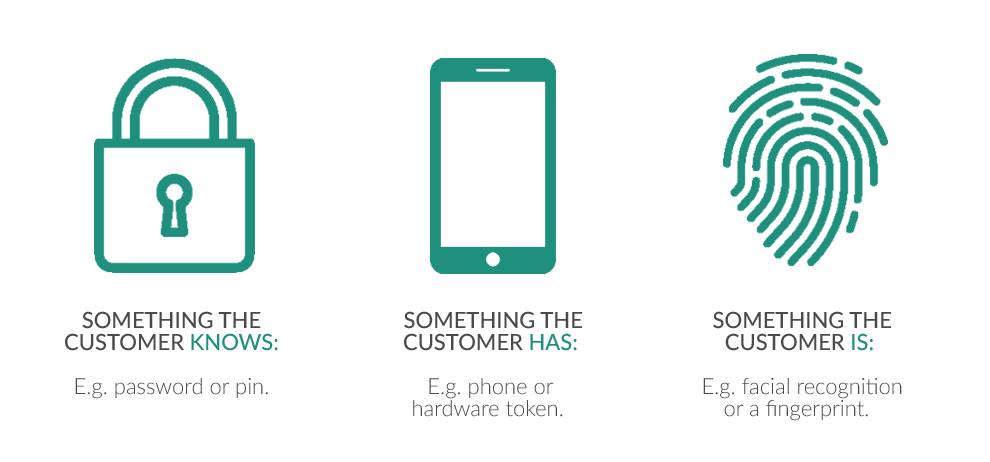 SOMETHING THE
CUSTOMER KNOWS:
E.g. password or pin.
SOMETHING THE
CUSTOMER HAS:
E.g. phone or
hardware token.
SOMETHING THE
CUSTOMER IS:
E.g. facial recognition
or a fingerprint.